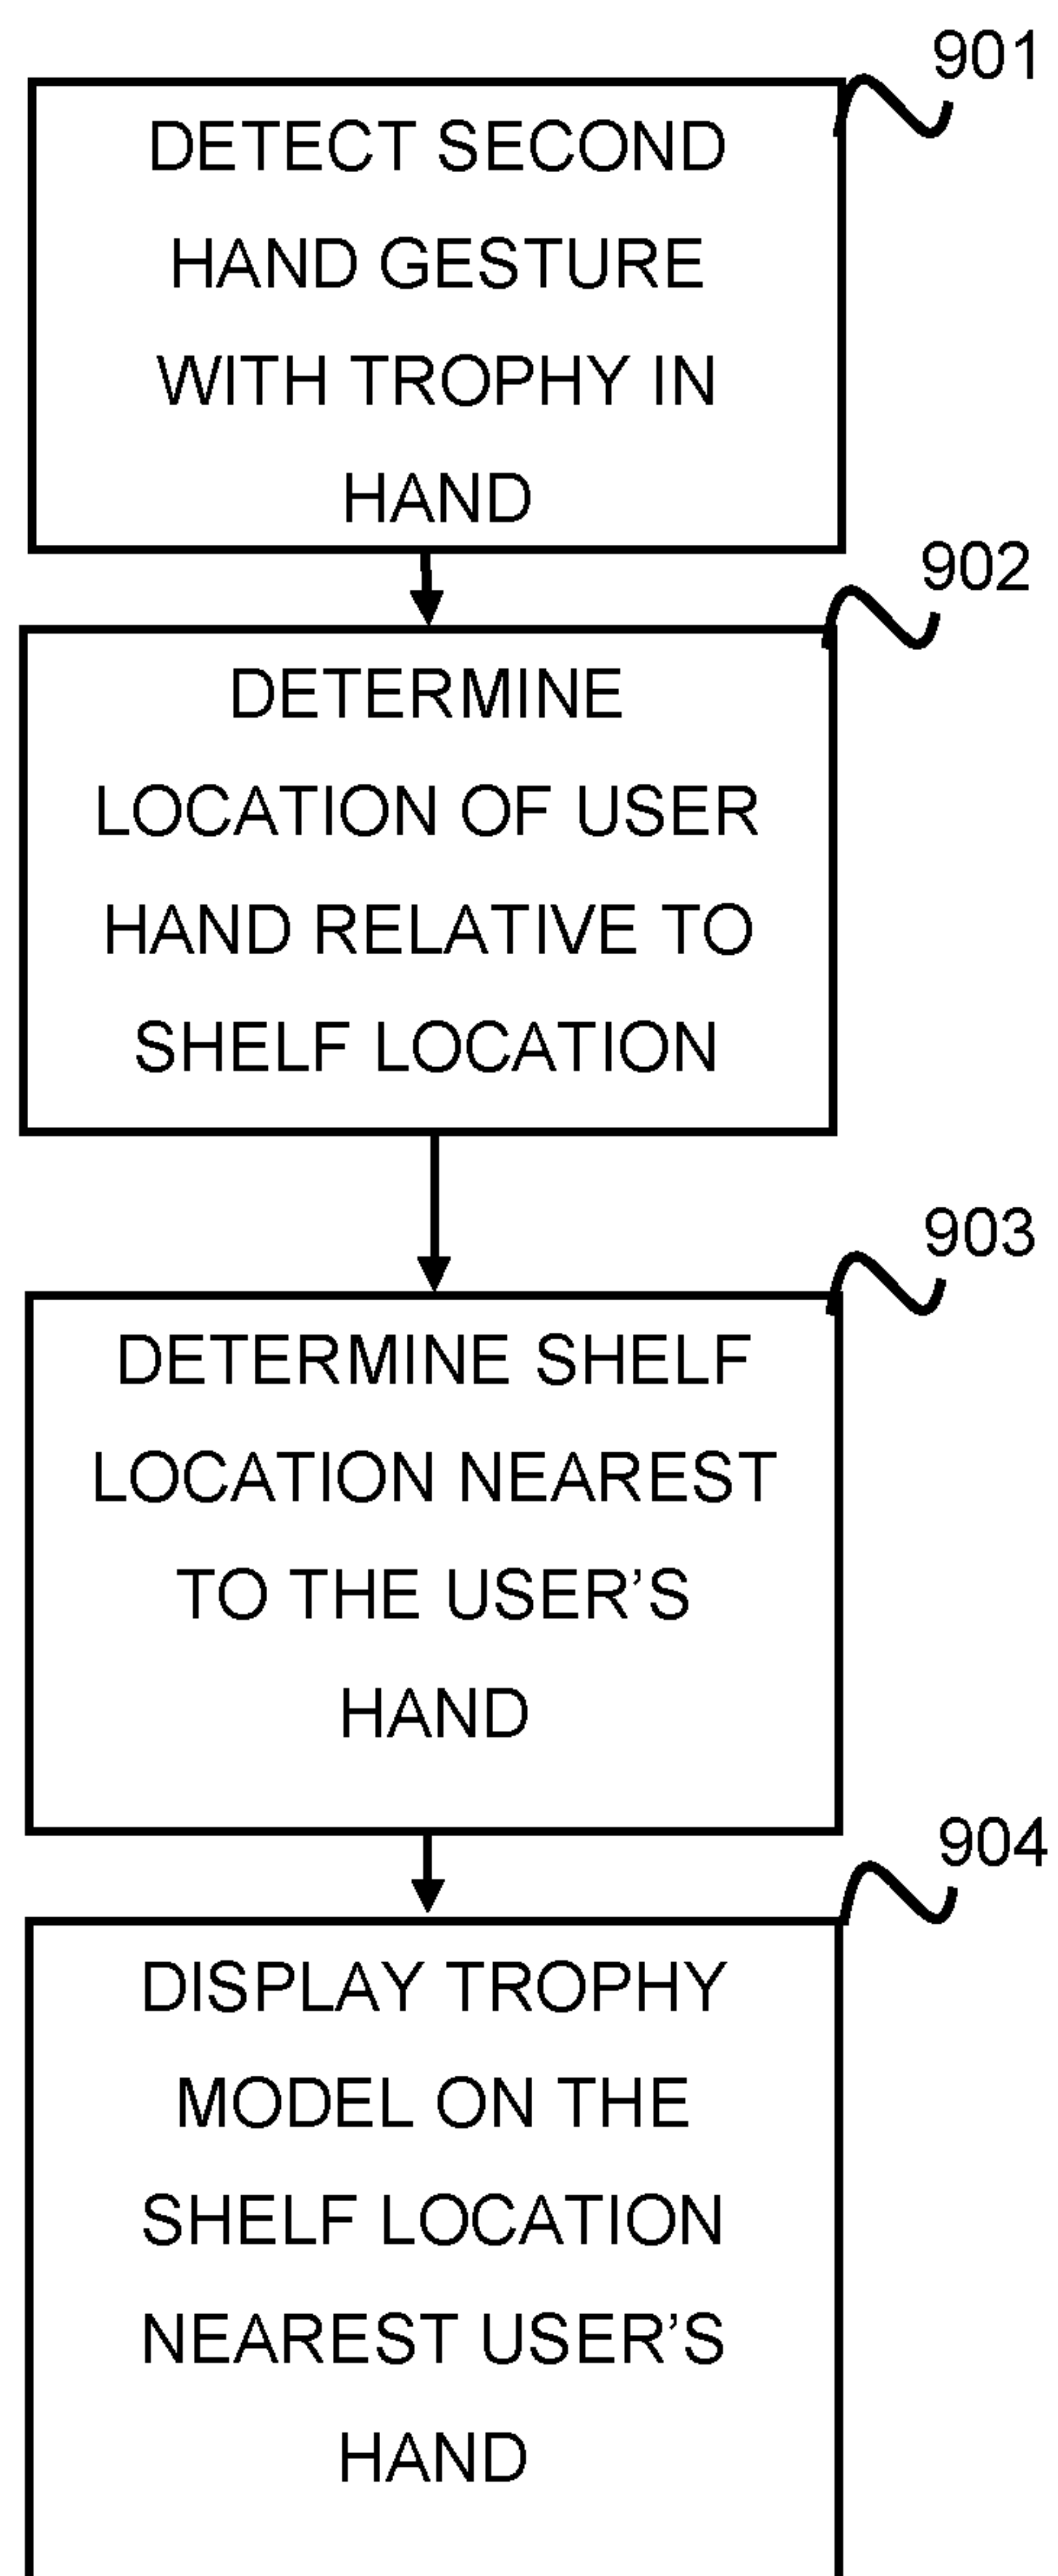 901
DETECT SECOND
HAND GESTURE
WITH TROPHY IN
HAND
902
DETERMINE
LOCATION OF USER
HAND RELATIVE TO
SHELF LOCATION
903
DETERMINE SHELF
LOCATION NEAREST
TO THE USER’S
HAND
904
DISPLAY TROPHY
MODEL ON THE
SHELF LOCATION
NEAREST USER’S
HAND